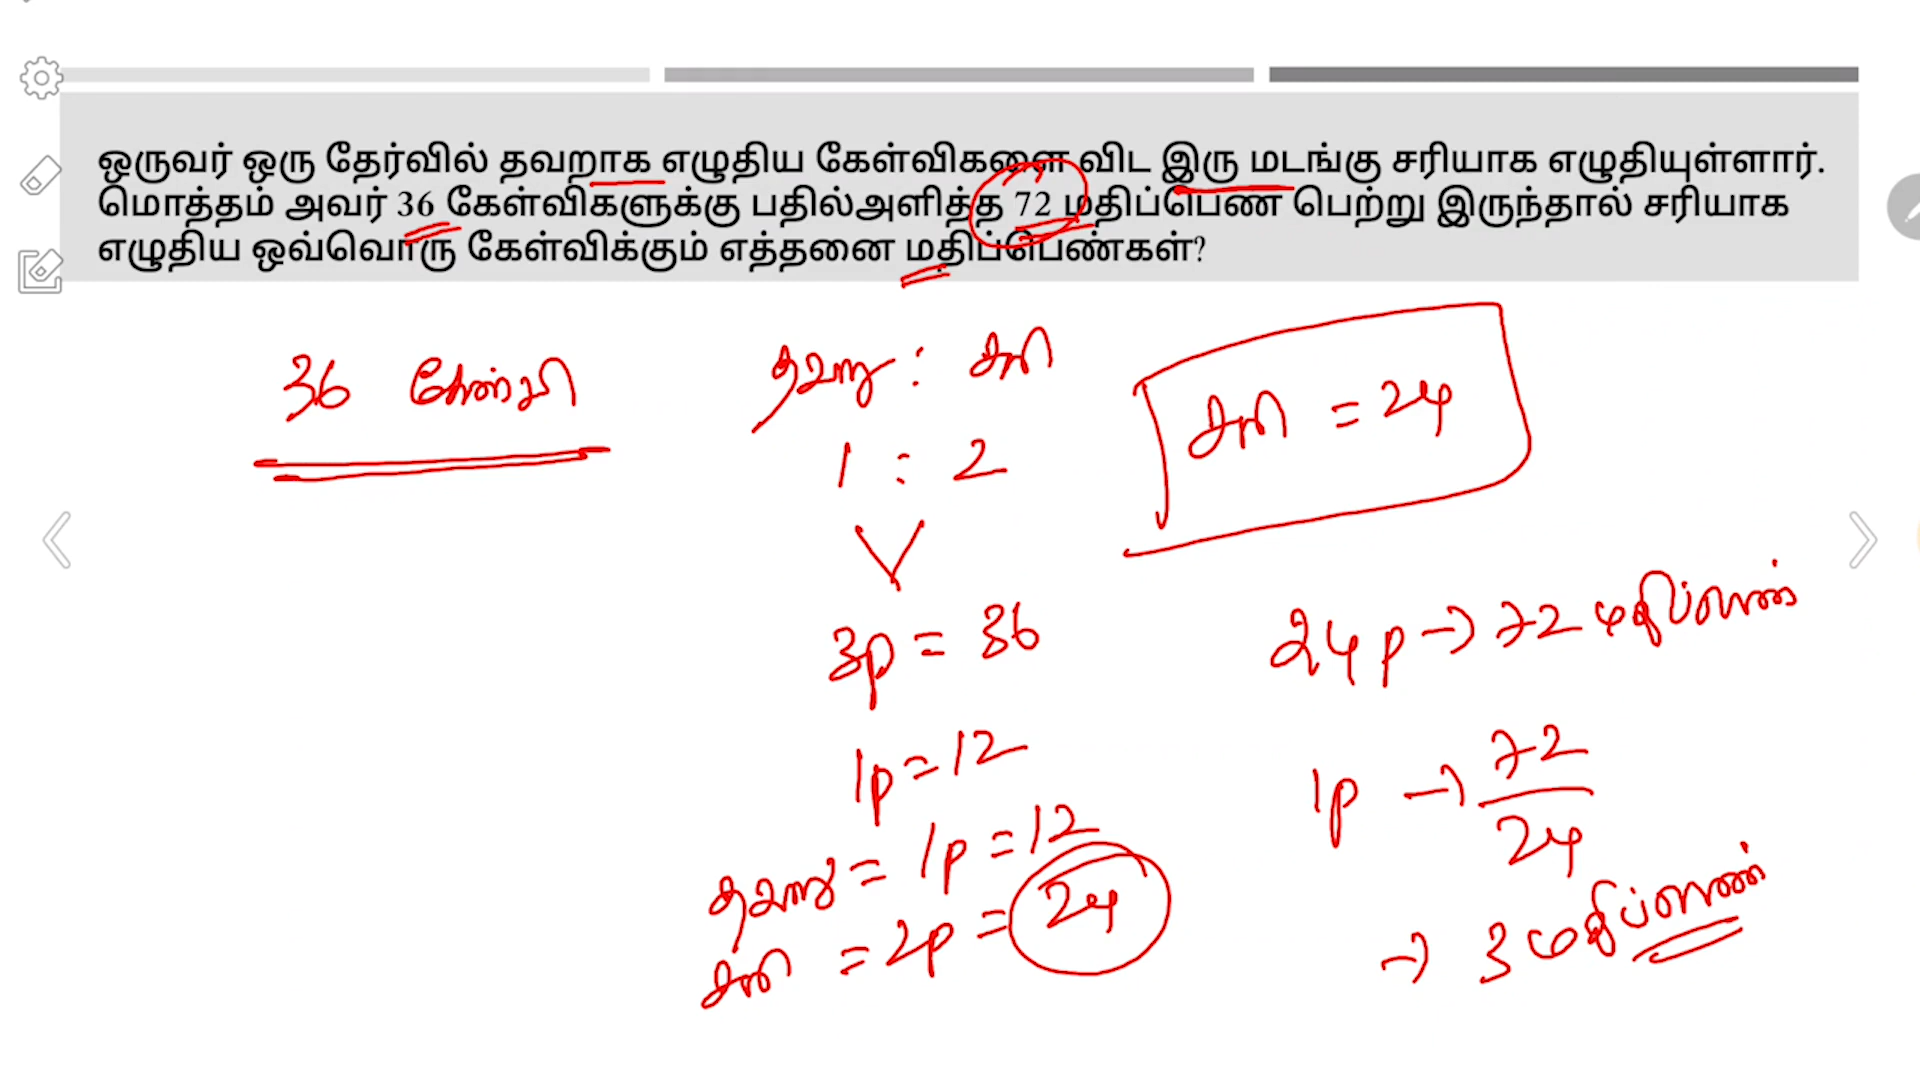 ஒருவர் ஒரு தேர்வில் தவறாக எழுதிய கேள்விகளை விட இரு மடங்கு சரியாக எழுதியுள்ளார்.
மொத்தம் அவர் 36 கேள்விகளுக்கு பதில்அளித்த 72 மதிப்பெண் பெற்று இருந்தால் சரியாக
எழுதிய ஒவ்வொரு கேள்விக்கும் எத்தனை மதிப்பெண்கள்?
36 கேள்வி
தவறு : சரி
1 : 2
3p = 36
1p = 12
தவறு = 1p = 12
சரி = 2p = 24
சரி = 24
24 p → 72 மதிப்பெண்
1p → 72
24
→ 3 மதிப்பெண்